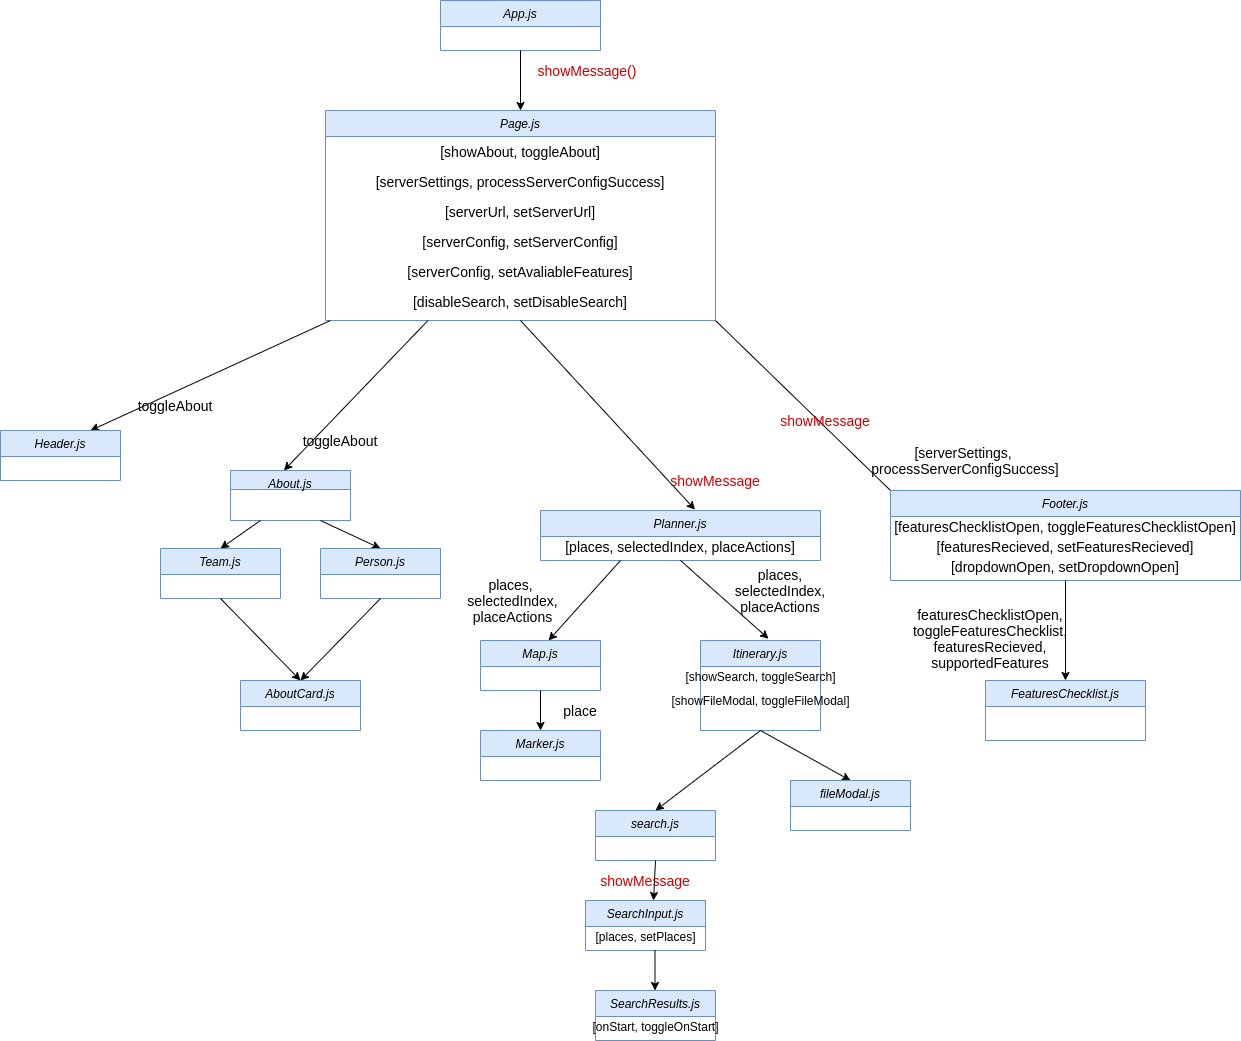 App.js
showMessage()
Page.js
[showAbout, toggleAbout]
[serverSettings, processServerConfigSuccess]
[serverUrl, setServerUrl]
[serverConfig, setServerConfig]
[serverConfig, setAvaliableFeatures]
[disableSearch, setDisableSearch]
toggleAbout
Header.js
toggleAbout
About.js
Team.js
Person.js
AboutCard.js
showMessage
Planner.js
[places, selectedIndex, placeActions]
places,
selectedIndex,
placeActions
places,
selectedIndex,
placeActions
Map.js
place
Marker.js
Itinerary.js
[showSearch, toggleSearch]
[showFileModal, toggleFileModal]
fileModal.js
search.js
showMessage
SearchInput.js
[places, setPlaces]
SearchResults.js
[onStart, toggleOnStart]
showMessage
[serverSettings,
processServerConfigSuccess]
Footer.js
[featuresChecklistOpen, toggleFeaturesChecklistOpen]
[featuresRecieved, setFeaturesRecieved]
[dropdownOpen, setDropdownOpen]
featuresChecklistOpen,
toggleFeaturesChecklist,
featuresRecieved,
supportedFeatures
FeaturesChecklist.js